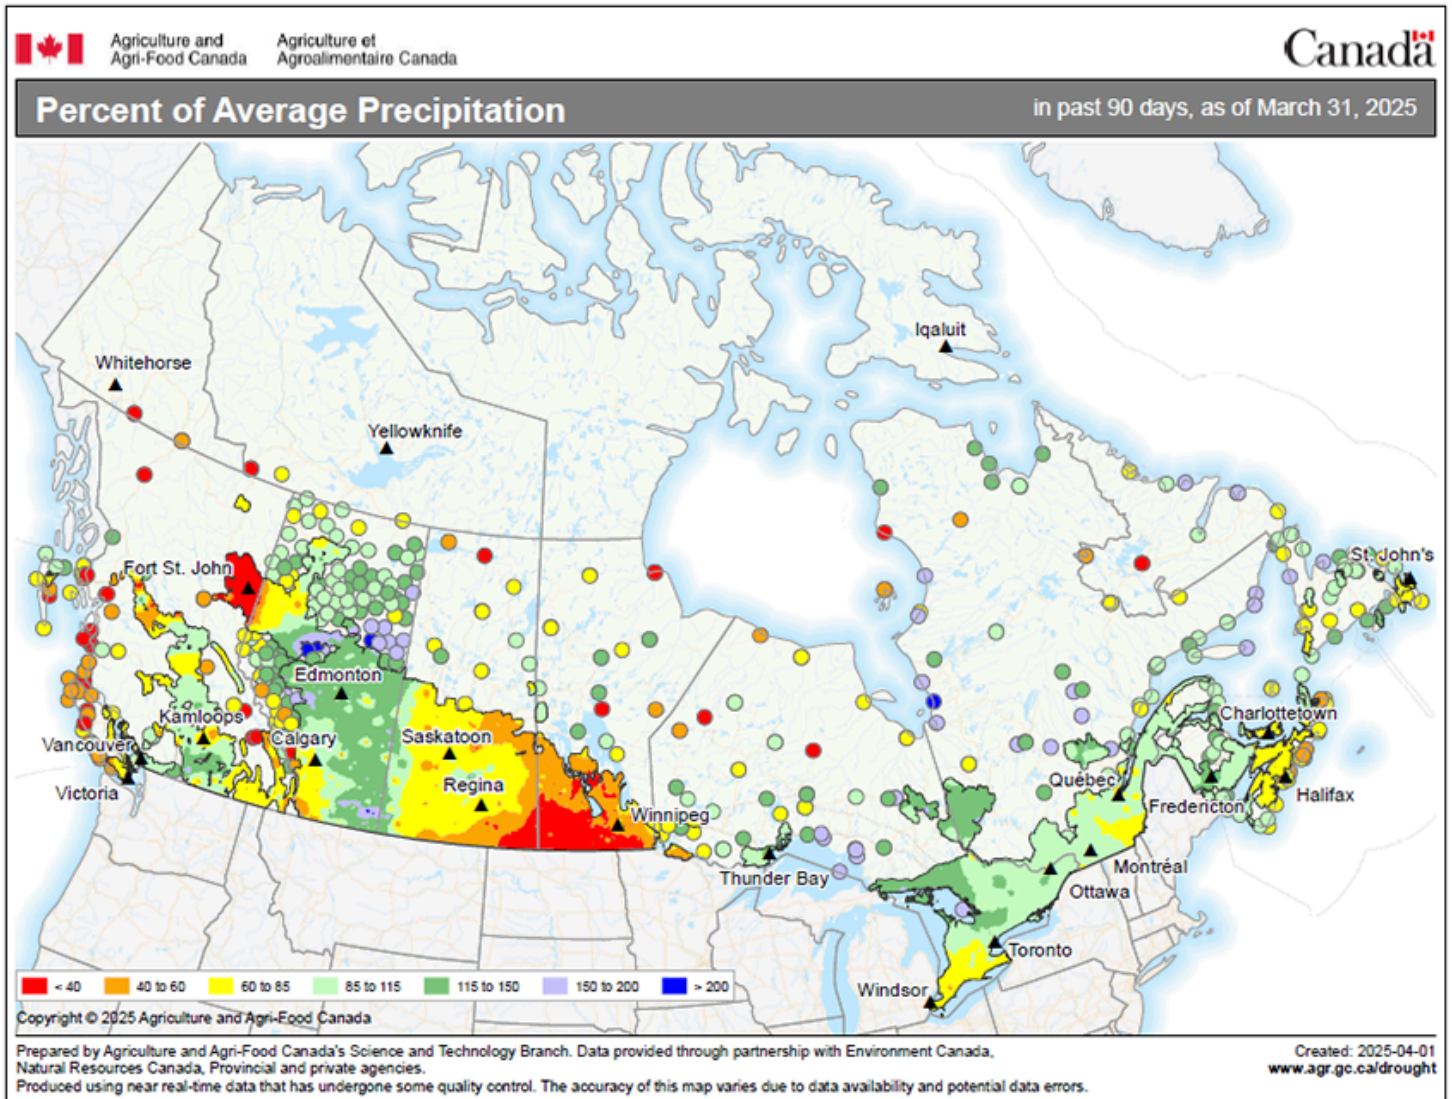 Agriculture and Agriculture et
Agri-Food Canada Agroalimentaire Canada
Canada
Percent of Average Precipitation
in past 90 days, as of March 31, 2025
Iqaluit
Whitehorse
Yellowknife
Fort St. John
St. John's
Edmonton
Kamloops
Charlottetown
Vancouver
Calgary
Saskatoon
Québec
Victoria
Regina
Halifax
Fredericton
Winnipeg
Montréal
Thunder Bay
Ottawa
Toronto
Windsor
< 40 40 to 60 60 to 85 85 to 115 115 to 150 150 to 200 > 200
Copyright © 2025 Agriculture and Agri-Food Canada
Prepared by Agriculture and Agri-Food Canada's Science and Technology Branch. Data provided through partnership with Environment Canada,
Natural Resources Canada, Provincial and private agencies.
Produced using near real-time data that has undergone some quality control. The accuracy of this map varies due to data availability and potential data errors.
Created: 2025-04-01
www.agr.gc.ca/drought